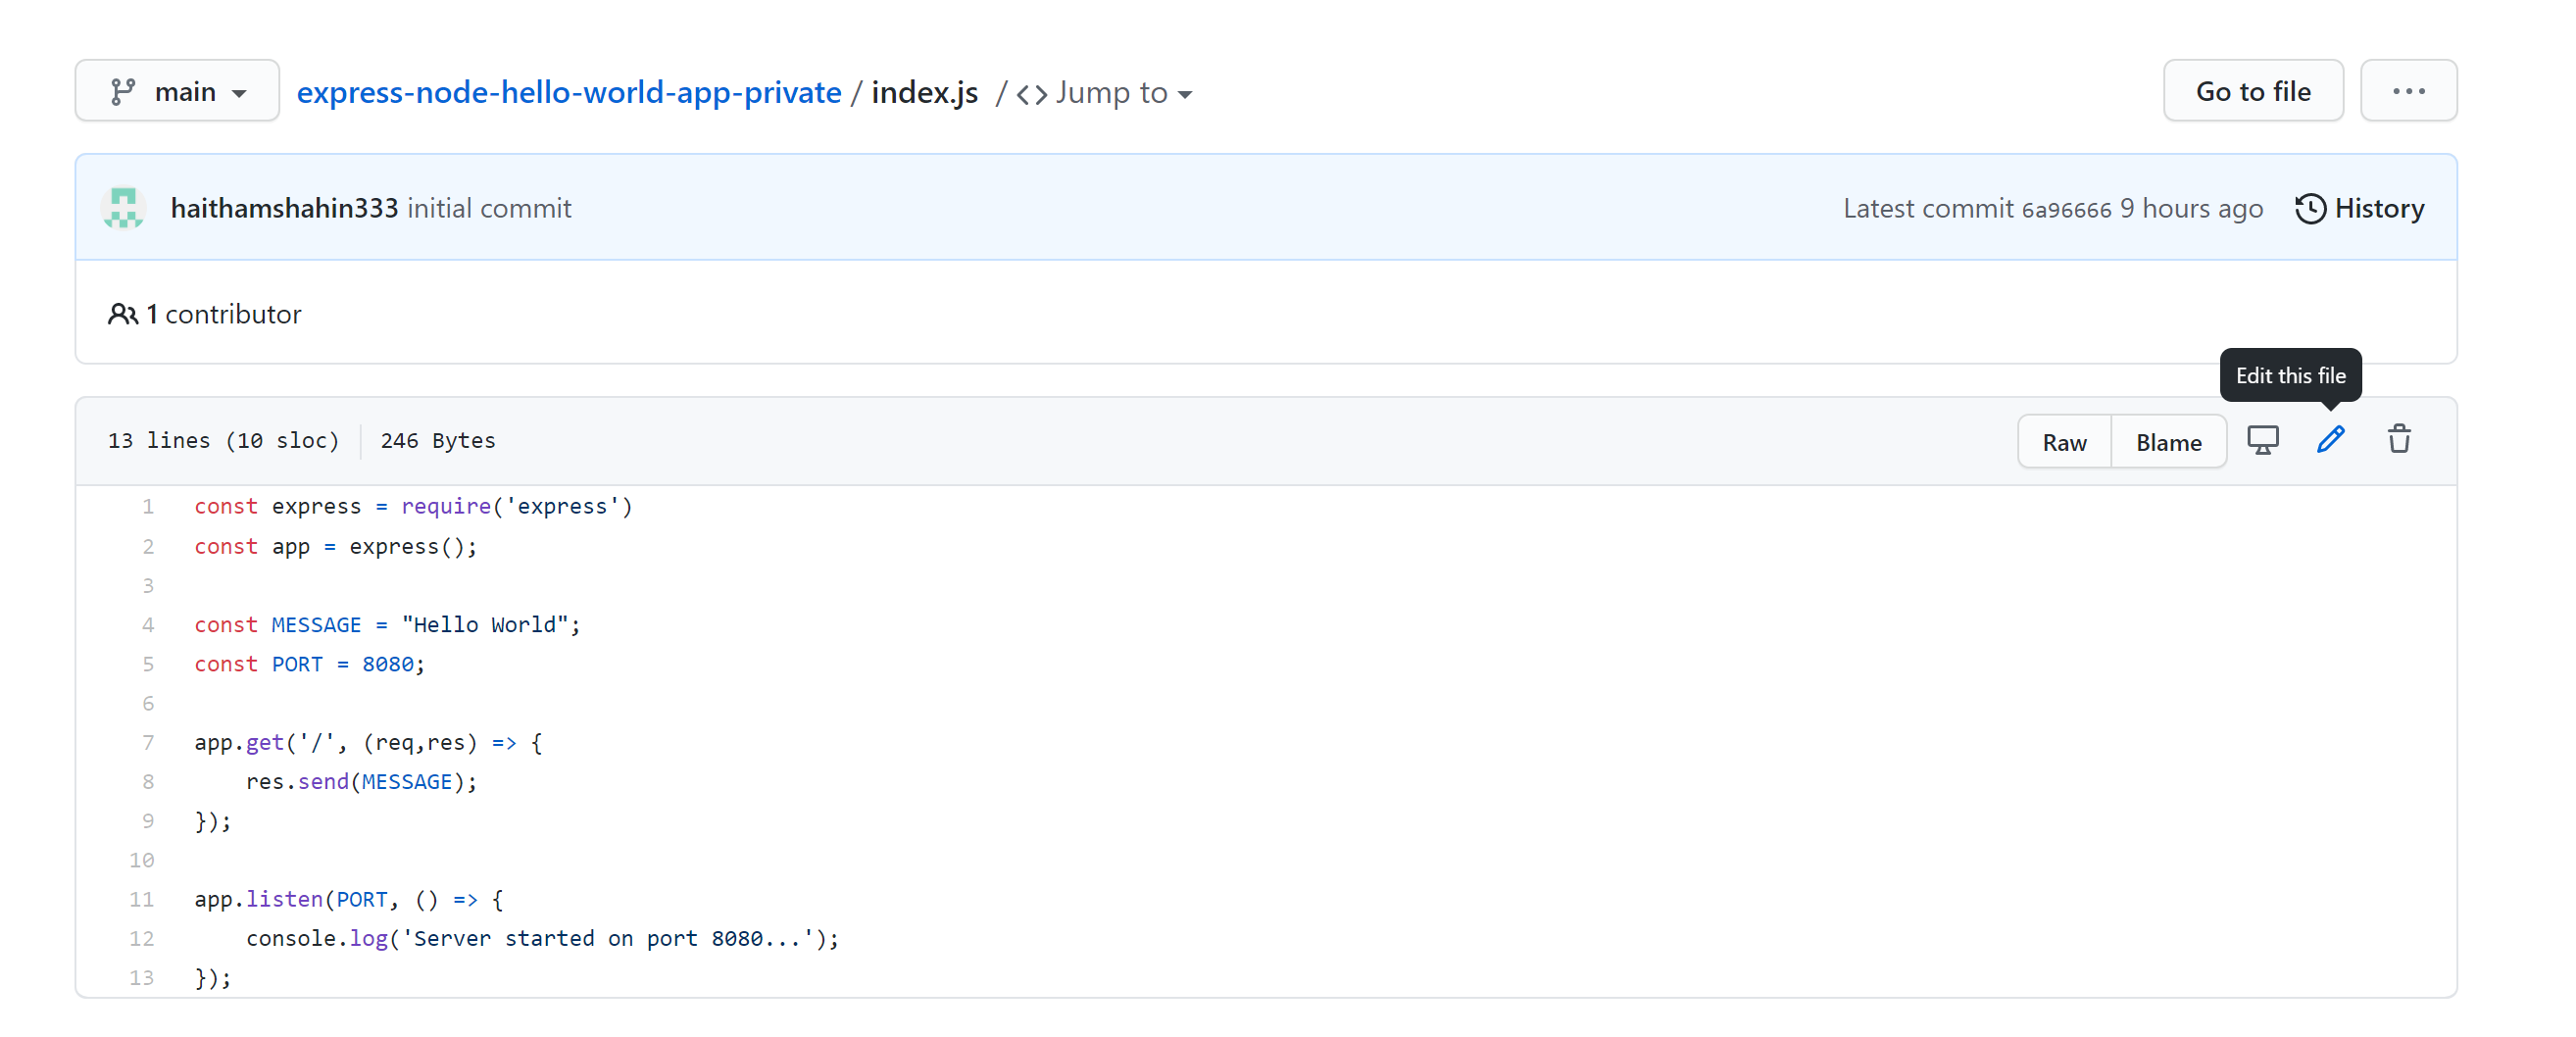 main express-node-hello-world-app-private / index.js / <> Jump to Go to file ...
haithamshahin333 initial commit Latest commit 6a96666 9 hours ago History
1 contributor
Edit this file
13 lines (10 sloc) 246 Bytes Raw Blame
1 const express = require('express')
2 const app = express();
3
4 const MESSAGE = "Hello World";
5 const PORT = 8080;
6
7 app.get('/', (req,res) => {
8     res.send(MESSAGE);
9 });
10
11 app.listen(PORT, () => {
12     console.log('Server started on port 8080...');
13 });